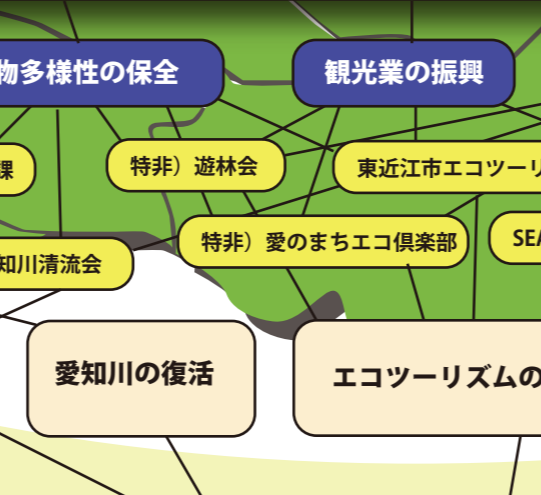 物多様性の保全
観光業の振興
課
特非）遊林会
東近江市エコツーリ
特非）愛のまちエコ倶楽部
SEA
知川清流会
愛知川の復活
エコツーリズムの